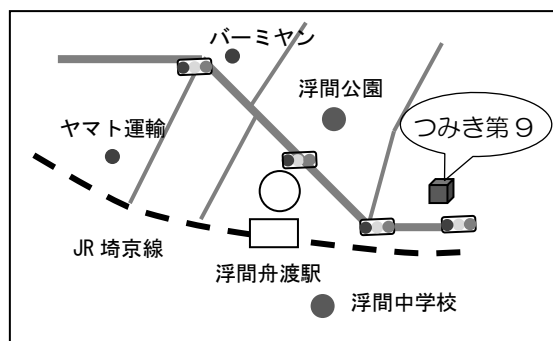 バーミヤン
浮間公園
つみき第９
ヤマト運輸
JR 埼京線
浮間舟渡駅
浮間中学校